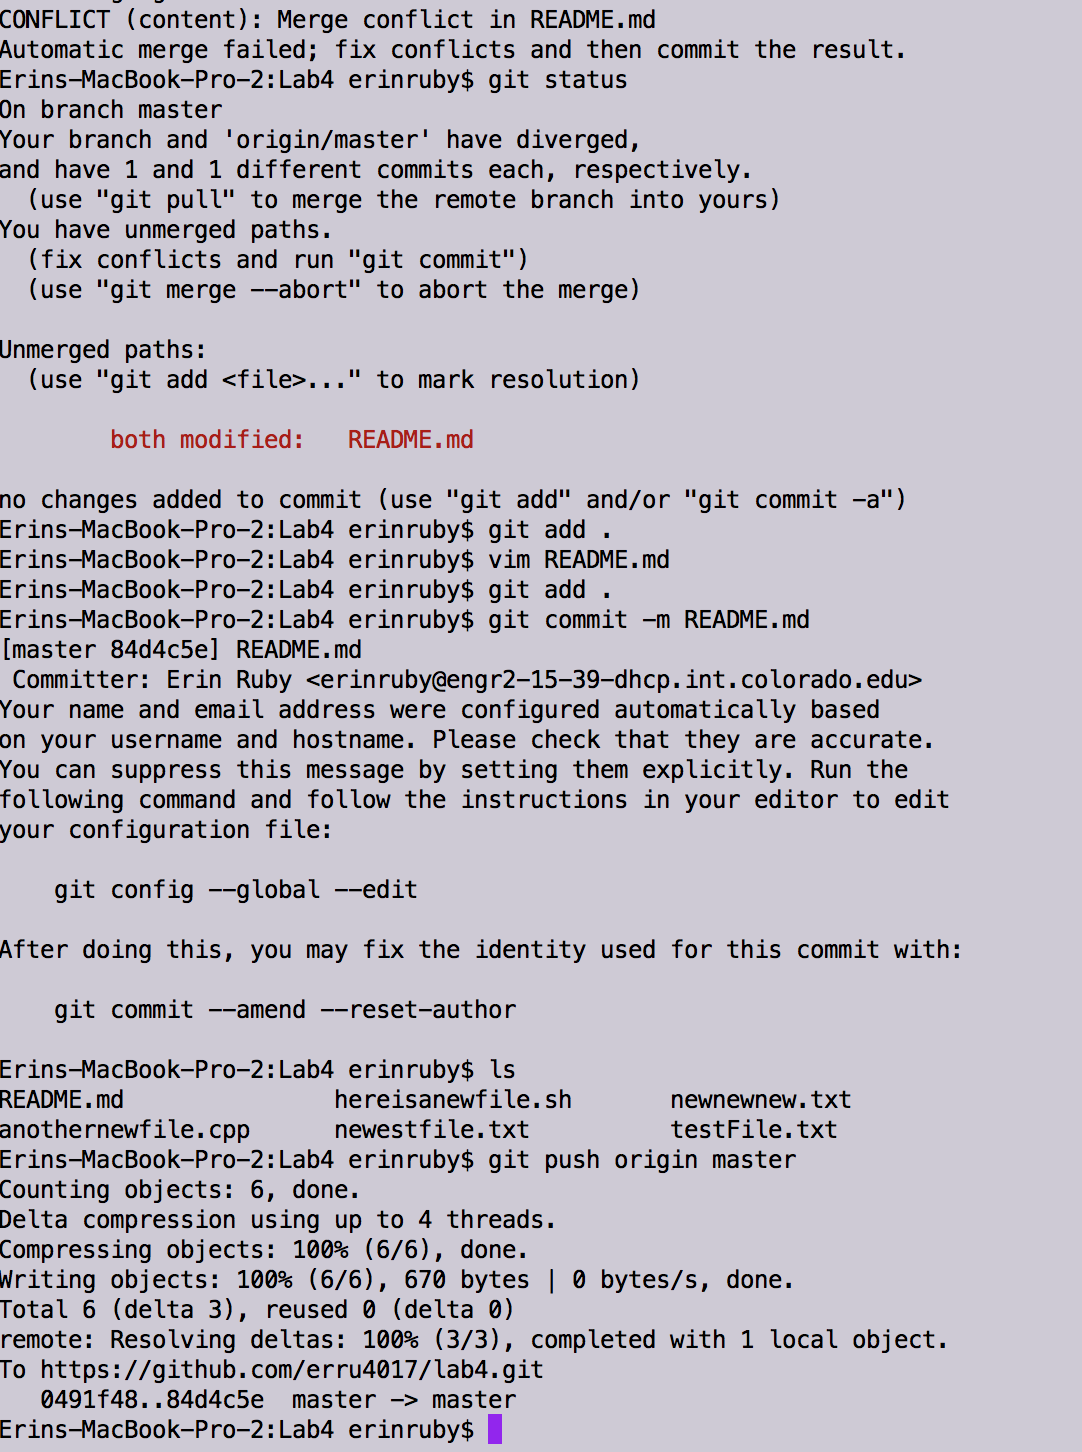 CONFLICT (content): Merge conflict in README.md
Automatic merge failed; fix conflicts and then commit the result.
Erins-MacBook-Pro-2:Lab4 erinruby$ git status
On branch master
Your branch and 'origin/master' have diverged,
and have 1 and 1 different commits each, respectively.
  (use "git pull" to merge the remote branch into yours)
You have unmerged paths.
  (fix conflicts and run "git commit")
  (use "git merge --abort" to abort the merge)

Unmerged paths:
  (use "git add <file>..." to mark resolution)

        both modified:   README.md

no changes added to commit (use "git add" and/or "git commit -a")
Erins-MacBook-Pro-2:Lab4 erinruby$ git add .
Erins-MacBook-Pro-2:Lab4 erinruby$ vim README.md
Erins-MacBook-Pro-2:Lab4 erinruby$ git add .
Erins-MacBook-Pro-2:Lab4 erinruby$ git commit -m README.md
[master 84d4c5e] README.md
 Committer: Erin Ruby <erinruby@engr2-15-39-dhcp.int.colorado.edu>
Your name and email address were configured automatically based
on your username and hostname. Please check that they are accurate.
You can suppress this message by setting them explicitly. Run the
following command and follow the instructions in your editor to edit
your configuration file:

    git config --global --edit

After doing this, you may fix the identity used for this commit with:

    git commit --amend --reset-author

Erins-MacBook-Pro-2:Lab4 erinruby$ ls
README.md               hereisanewfile.sh       newnewnew.txt
anothernewfile.cpp      newestfile.txt          testFile.txt
Erins-MacBook-Pro-2:Lab4 erinruby$ git push origin master
Counting objects: 6, done.
Delta compression using up to 4 threads.
Compressing objects: 100% (6/6), done.
Writing objects: 100% (6/6), 670 bytes | 0 bytes/s, done.
Total 6 (delta 3), reused 0 (delta 0)
remote: Resolving deltas: 100% (3/3), completed with 1 local object.
To https://github.com/erru4017/lab4.git
   0491f48..84d4c5e  master -> master
Erins-MacBook-Pro-2:Lab4 erinruby$